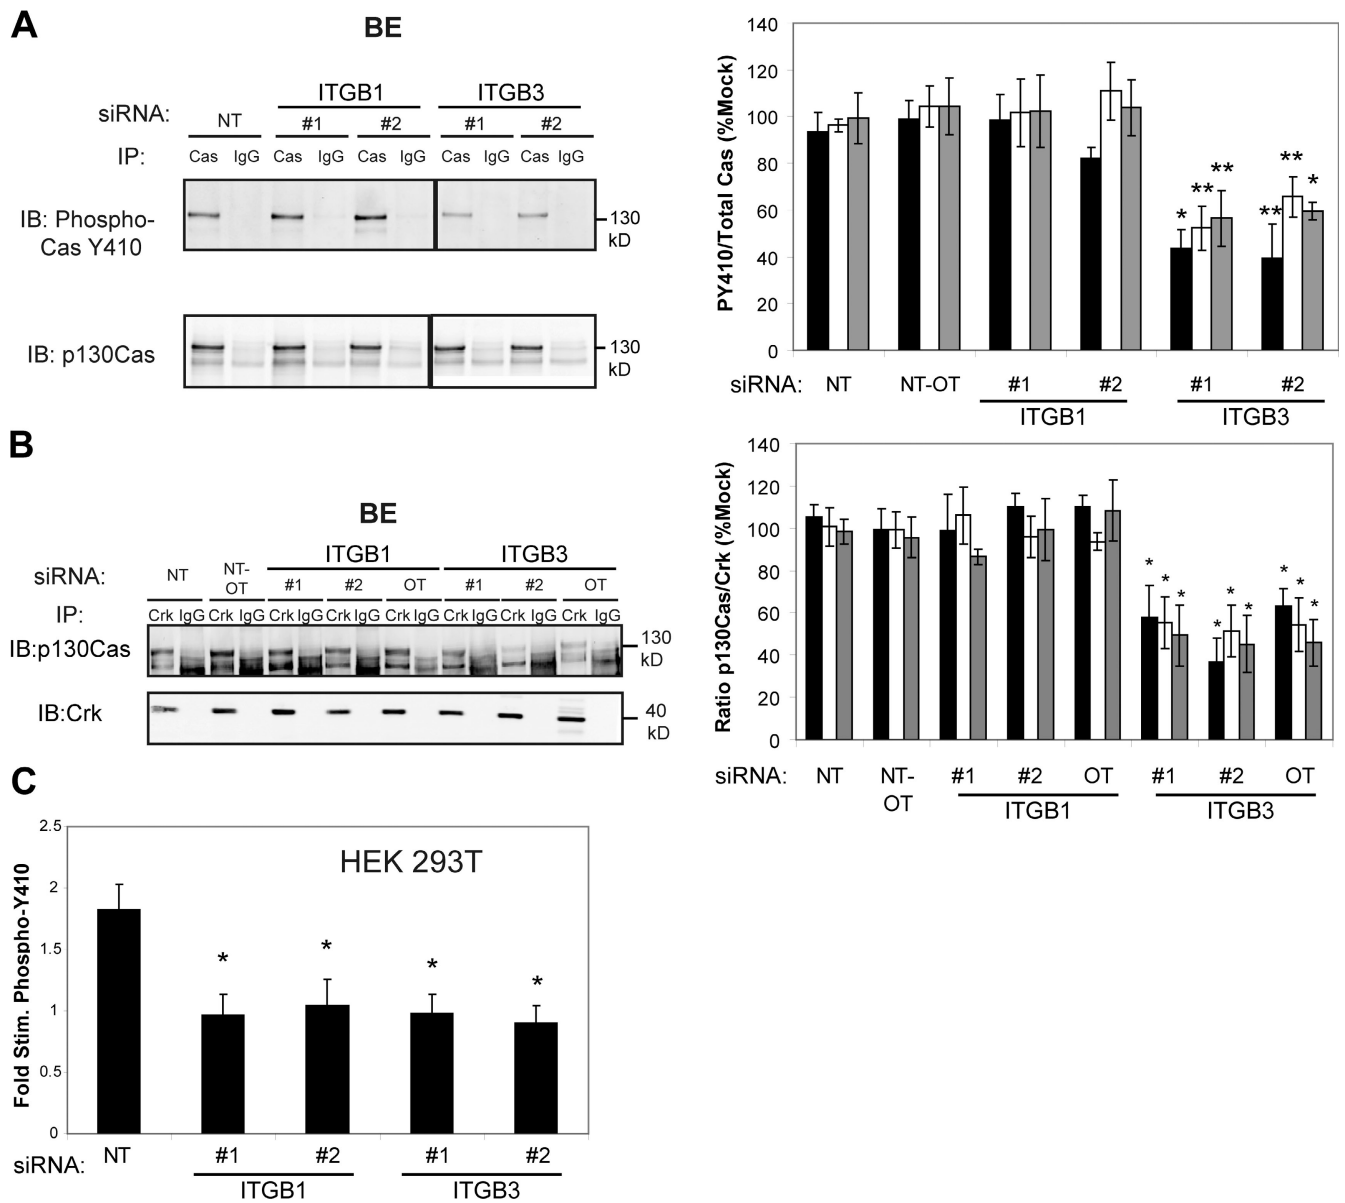 A
BE
siRNA: NT ITGB1 ITGB3
#1 #2 #1 #2
IP: Cas IgG Cas IgG Cas IgG Cas IgG Cas IgG
IB: Phospho-
Cas Y410
130
kD
IB: p130Cas
130
kD
PY410/Total Cas (%Mock)
140
120
100
80
60
40
20
0
* ** ** ** ** *
siRNA: NT NT-OT #1 #2 #1 #2
ITGB1 ITGB3
B
BE
ITGB1 ITGB3
siRNA: NT NT-
OT #1 #2 OT #1 #2 OT
IP: Crk IgG Crk IgG Crk IgG Crk IgG Crk IgG Crk IgG Crk IgG Crk IgG
IB:p130Cas
130
kD
IB:Crk
40
kD
Ratio p130Cas/Crk (%Mock)
140
120
100
80
60
40
20
0
* * * * * * * * *
siRNA: NT NT-
OT #1 #2 OT #1 #2 OT
ITGB1 ITGB3
C
HEK 293T
Fold Stim. Phospho-Y410
2.5
2
1.5
1
0.5
0
* * * *
siRNA: NT #1 #2 #1 #2
ITGB1 ITGB3